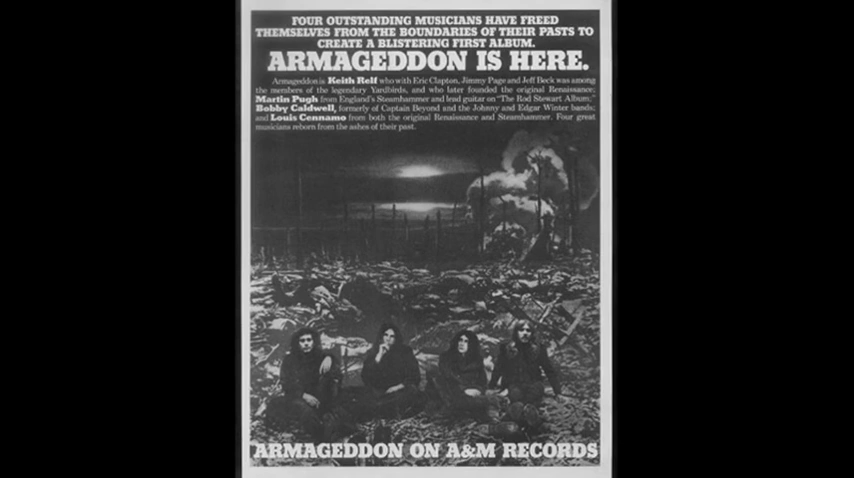 FOUR OUTSTANDING MUSICIANS HAVE FREED
THEMSELVES FROM THE BOUNDARIES OF THEIR PASTS TO
CREATE A BLISTERING FIRST ALBUM.
ARMAGEDDON IS HERE.
Armageddon is Keith Relf who with Eric Clapton, Jimmy Page and Jeff Beck was among
the members of the legendary Yardbirds, and who later founded the original Renaissance;
Martin Pugh from England's Steamhammer and lead guitar on "The Rod Stewart Album;"
Bobby Caldwell, formerly of Captain Beyond and the Johnny and Edgar Winter bands;
and Louis Cennamo from both the original Renaissance and Steamhammer. Four great
musicians reborn from the ashes of their past.
ARMAGEDDON ON A&M RECORDS